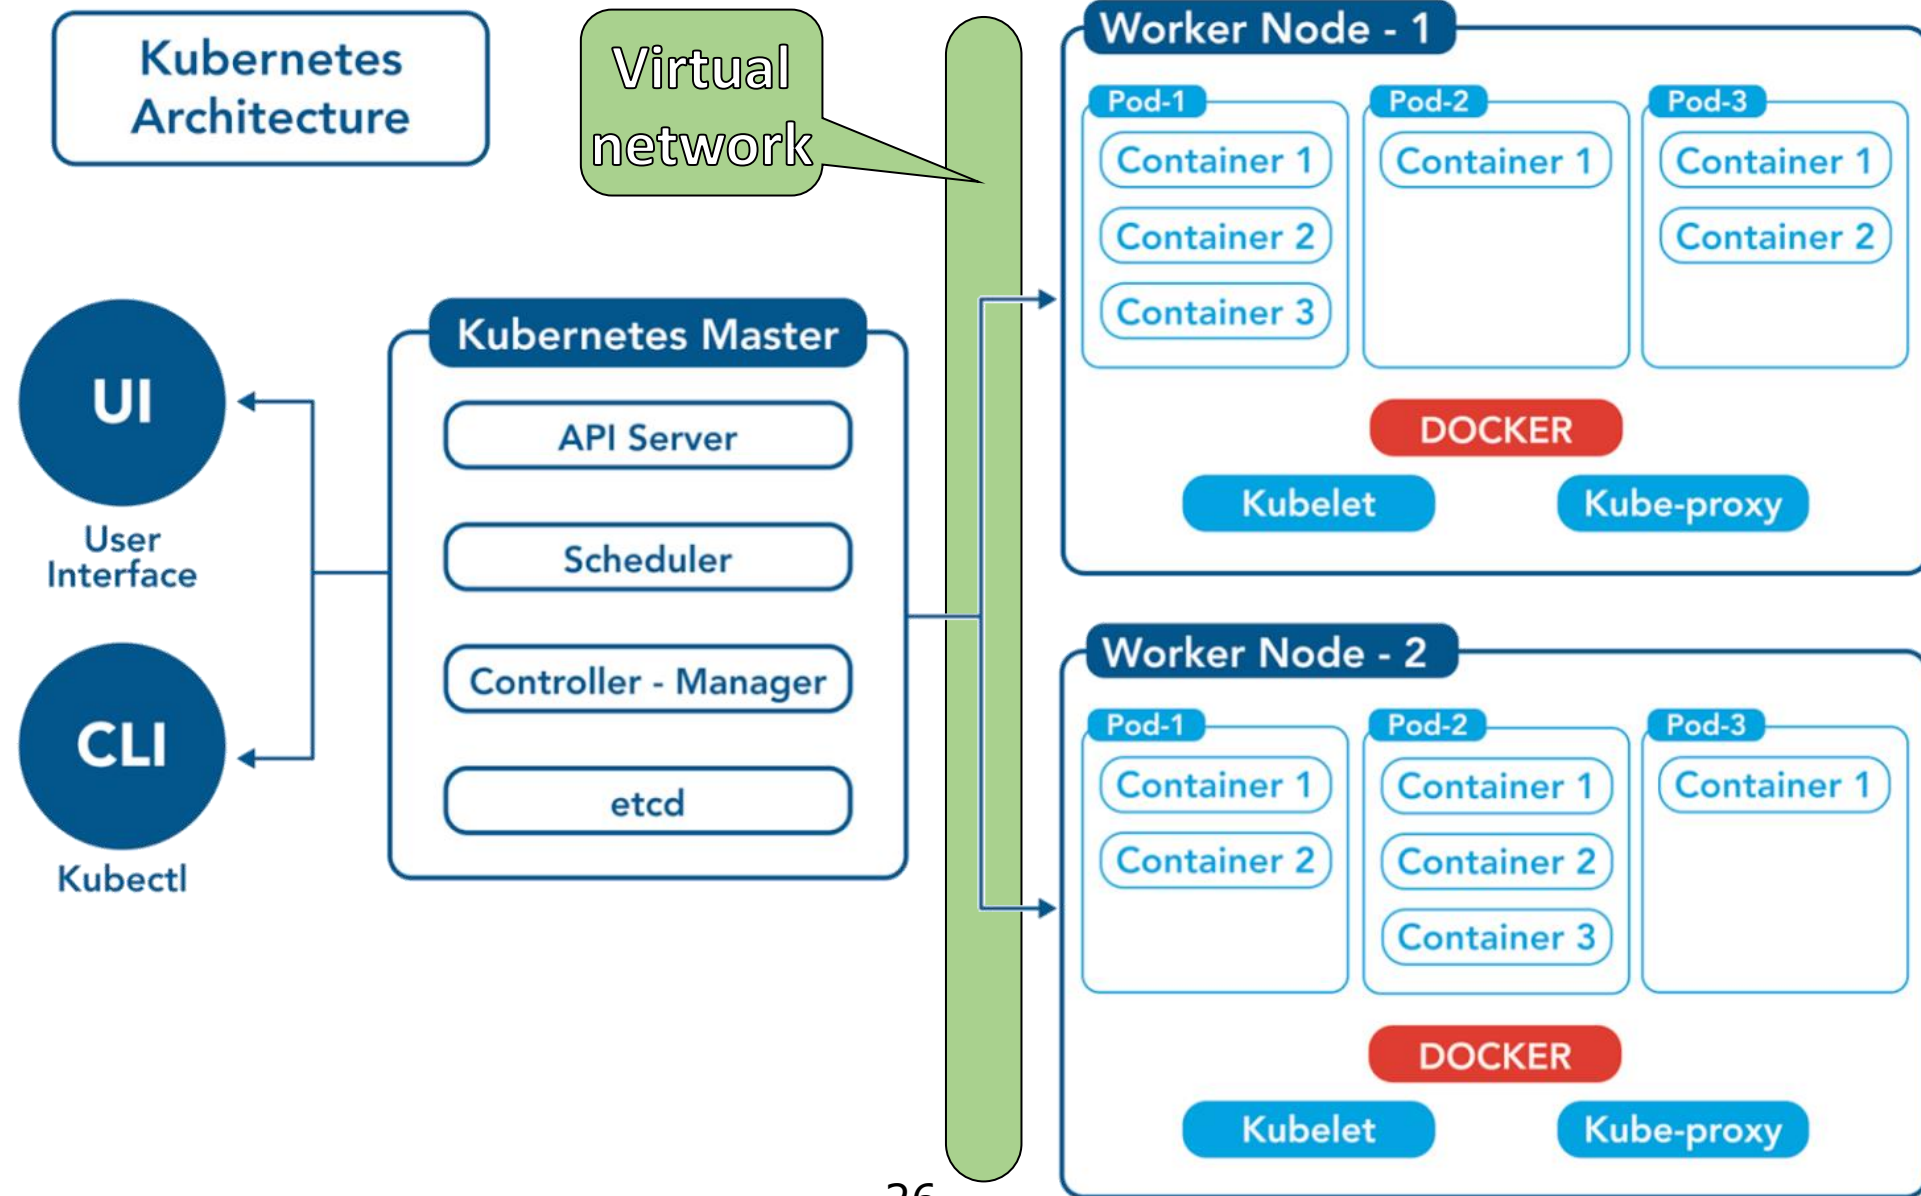 Kubernetes
Architecture
Virtual
network
UI
User
Interface
CLI
Kubectl
Kubernetes Master
API Server
Scheduler
Controller - Manager
etcd
Worker Node - 1
Pod-1
Container 1
Container 2
Container 3
Pod-2
Container 1
Pod-3
Container 1
Container 2
DOCKER
Kubelet
Kube-proxy
Worker Node - 2
Pod-1
Container 1
Container 2
Pod-2
Container 1
Container 2
Container 3
Pod-3
Container 1
DOCKER
Kubelet
Kube-proxy
26